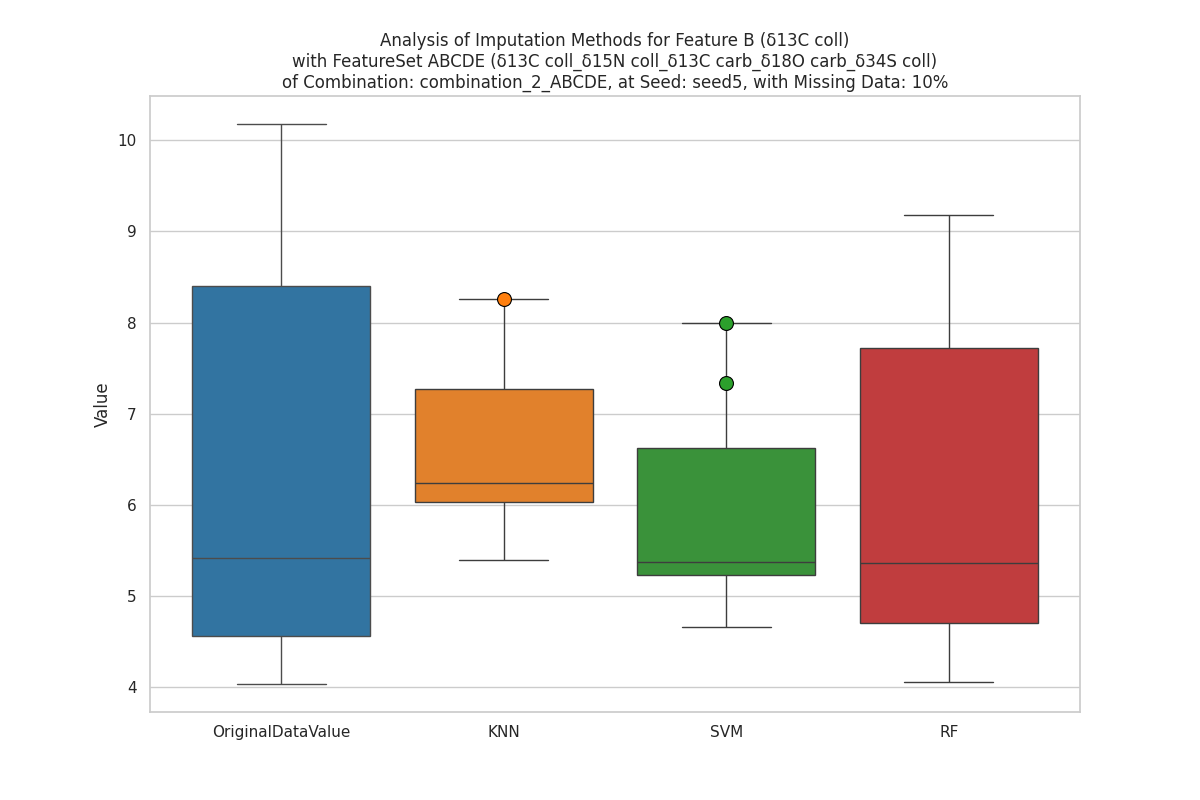 Analysis of Imputation Methods for Feature B (δ13C coll)
with FeatureSet ABCDE (δ13C coll_δ15N coll_δ13C carb_δ18O carb_δ34S coll)
of Combination: combination_2_ABCDE, at Seed: seed5, with Missing Data: 10%
10
9
8
7
6
5
4
Value
OriginalDataValue
KNN
SVM
RF